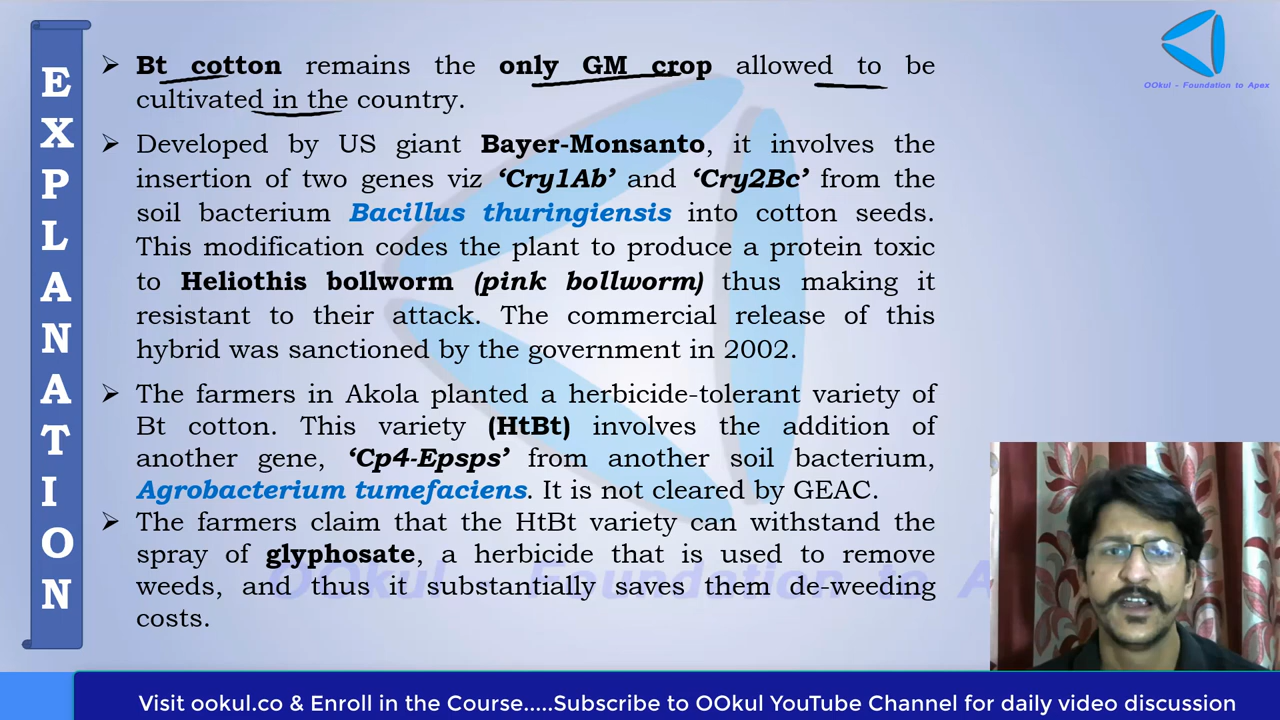 E
X
P
L
A
N
A
T
I
O
N
➢ Bt cotton remains the only GM crop allowed to be
cultivated in the country.
➢ Developed by US giant Bayer-Monsanto, it involves the
insertion of two genes viz ‘Cry1Ab’ and ‘Cry2Bc’ from the
soil bacterium Bacillus thuringiensis into cotton seeds.
This modification codes the plant to produce a protein toxic
to Heliothis bollworm (pink bollworm) thus making it
resistant to their attack. The commercial release of this
hybrid was sanctioned by the government in 2002.
➢ The farmers in Akola planted a herbicide-tolerant variety of
Bt cotton. This variety (HtBt) involves the addition of
another gene, ‘Cp4-Epsps’ from another soil bacterium,
Agrobacterium tumefaciens. It is not cleared by GEAC.
➢ The farmers claim that the HtBt variety can withstand the
spray of glyphosate, a herbicide that is used to remove
weeds, and thus it substantially saves them de-weeding
costs.
OOkul - Foundation to Apex
OOkul - Foundation to A
Visit ookul.co & Enroll in the Course.....Subscribe to OOkul YouTube Channel for daily video discussion